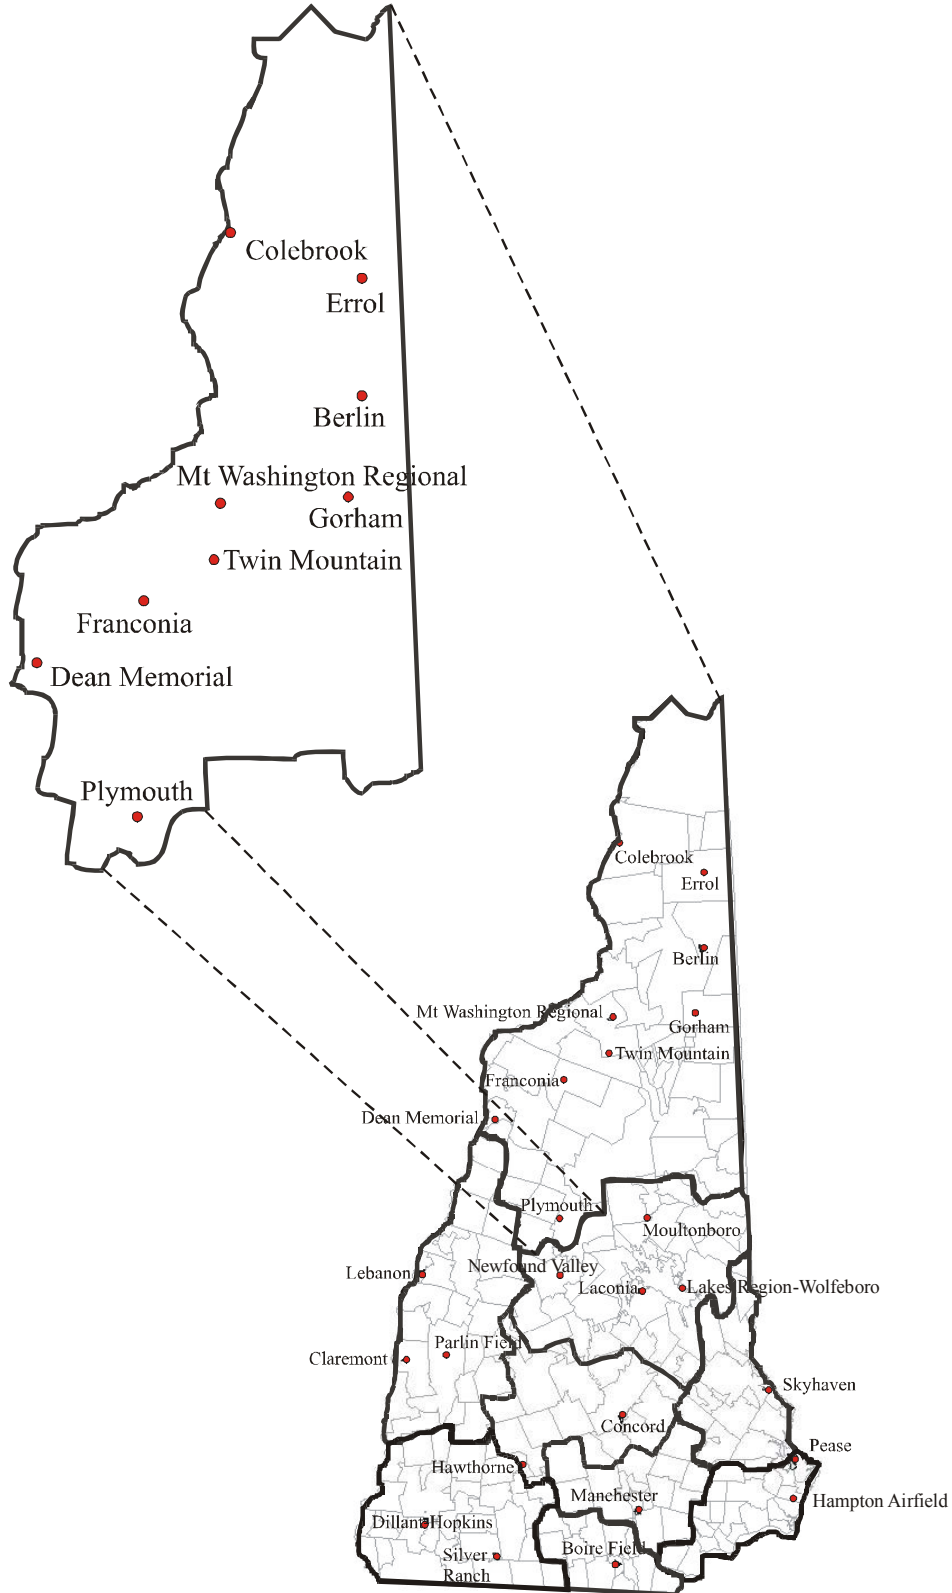 Colebrook
Errol
Berlin
Mt Washington Regional
Gorham
Twin Mountain
Franconia
Dean Memorial
Plymouth
Colebrook
Errol
Berlin
Mt Washington Regional
Gorham
Twin Mountain
Franconia
Dean Memorial
Plymouth
Moultonboro
Newfound Valley
Lebanon
Laconia
Lakes Region-Wolfeboro
Parlin Field
Claremont
Skyhaven
Concord
Pease
Hawthorne
Manchester
Hampton Airfield
Dillant-Hopkins
Boire Field
Silver
Ranch